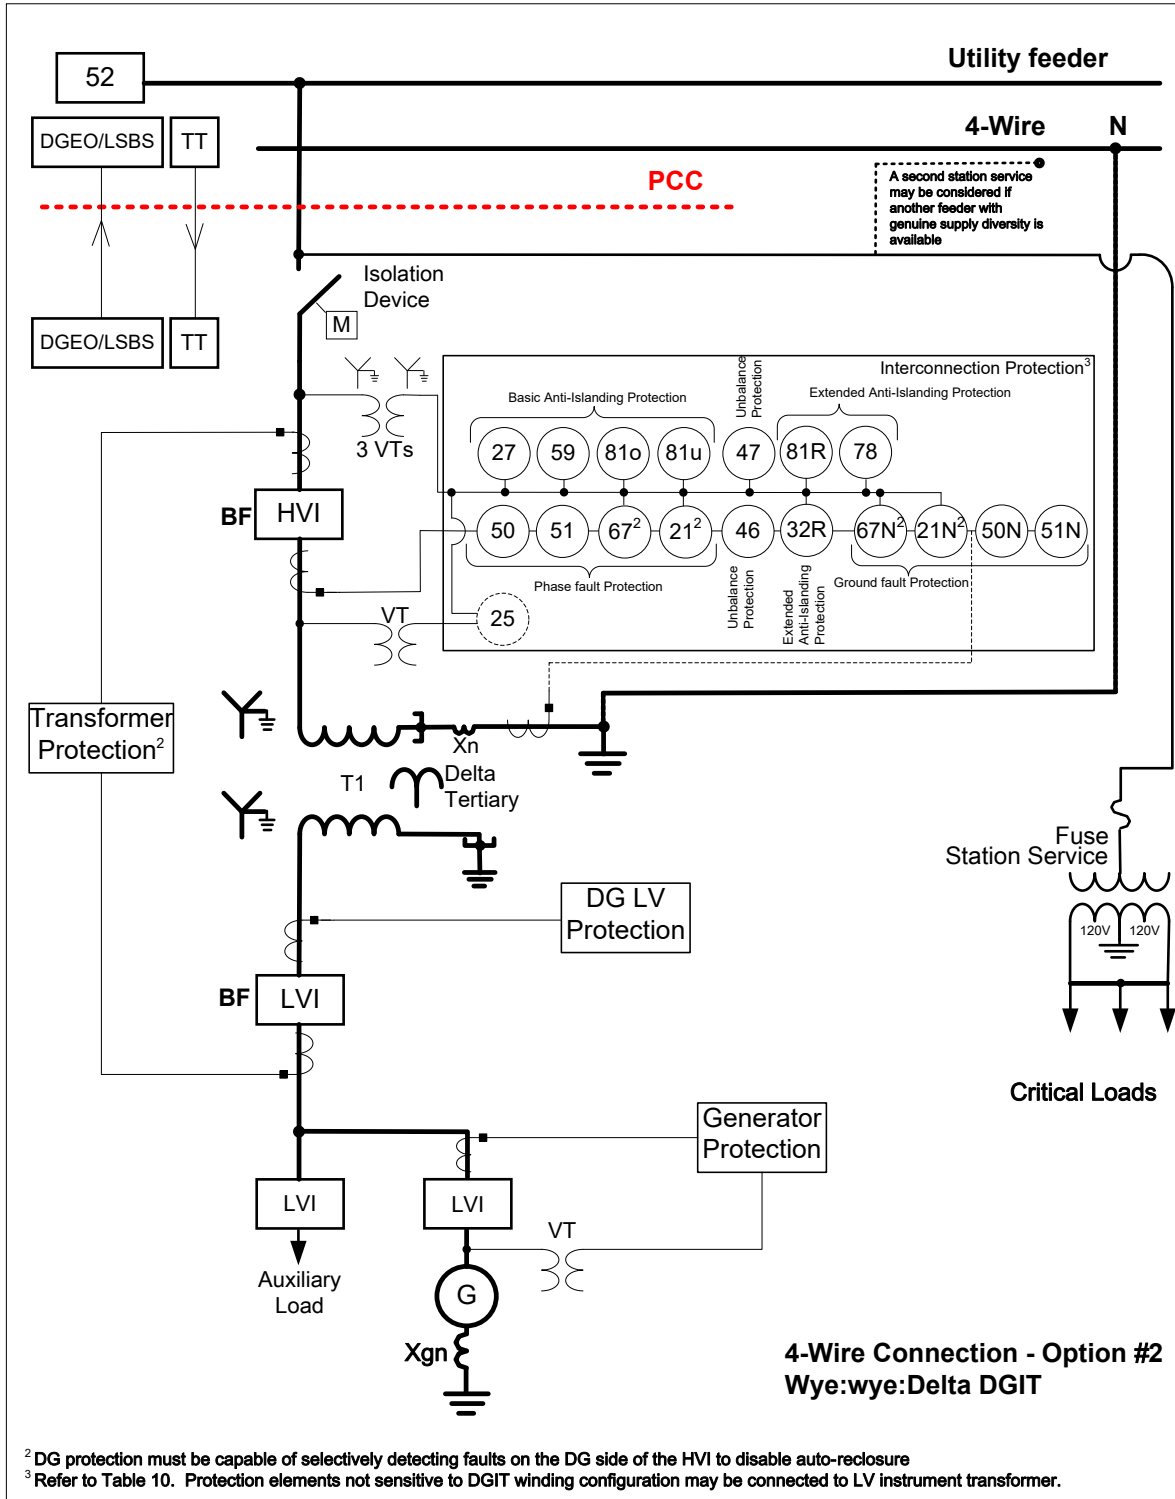 Utility feeder
52
4-Wire N
DGEO/LSBS TT
PCC
A second station service
may be considered if
another feeder with
genuine supply diversity is
available
Isolation
Device
M
DGEO/LSBS TT
Interconnection Protection3
Unbalance
Protection
Basic Anti-Islanding Protection
Extended Anti-Islanding Protection
3 VTs
27 59 81o 81u 47 81R 78
BF HVI
50 51 672 212 46 32R 67N2 21N2 50N 51N
Phase fault Protection
Unbalance
Protection
Extended
Anti-Islanding
Protection
Ground fault Protection
VT
25
Transformer
Protection2
Xn
T1
Delta
Tertiary
Fuse
Station Service
120V 120V
DG LV
Protection
BF LVI
Critical Loads
Generator
Protection
LVI LVI
VT
Auxiliary
Load
G
Xgn
4-Wire Connection - Option #2
Wye:wye:Delta DGIT
2 DG protection must be capable of selectively detecting faults on the DG side of the HVI to disable auto-reclosure
3 Refer to Table 10. Protection elements not sensitive to DGIT winding configuration may be connected to LV instrument transformer.